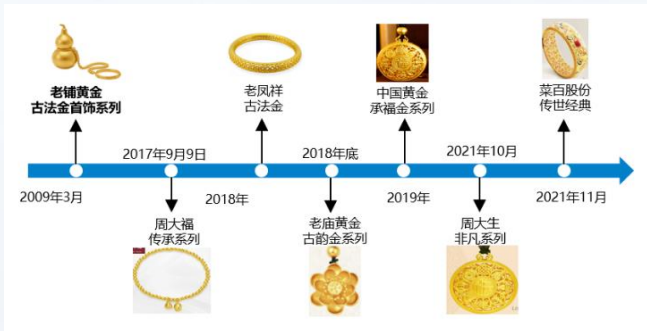 老铺黄金
古法金首饰系列
老凤祥
古法金
中国黄金
承福金系列
菜百股份
传世经典
2017年9月9日
2018年底
2021年10月
2009年3月
2018年
2019年
2021年11月
周大福
传承系列
老庙黄金
古韵金系列
周大生
非凡系列